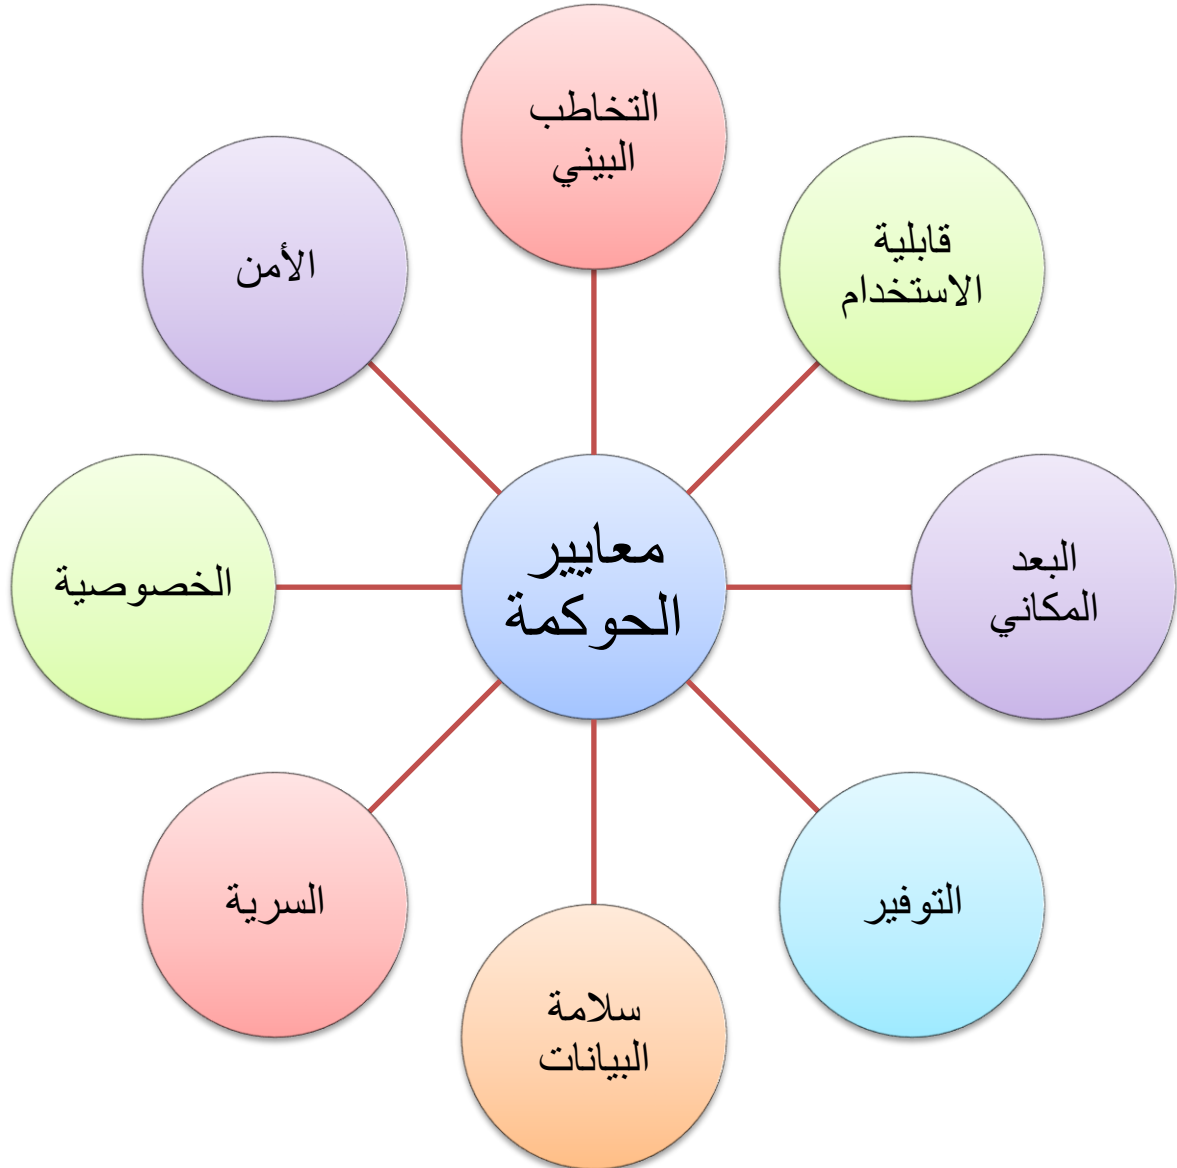 التخاطب
البيني
قابلية
الاستخدام
الأمن
معايير
الحوكمة
البعد
المكاني
الخصوصية
التوفير
السرية
سلامة
البيانات